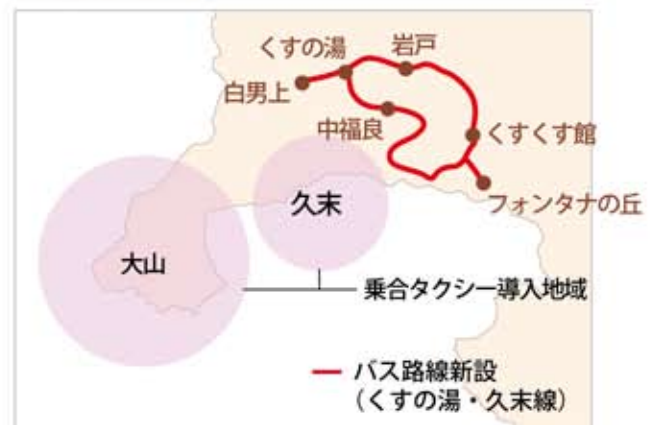 くすの湯
岩戸
白男上
中福良
くすくす館
フォンタナの丘
久末
大山
乗合タクシー導入地域
バス路線新設
（くすの湯・久末線）